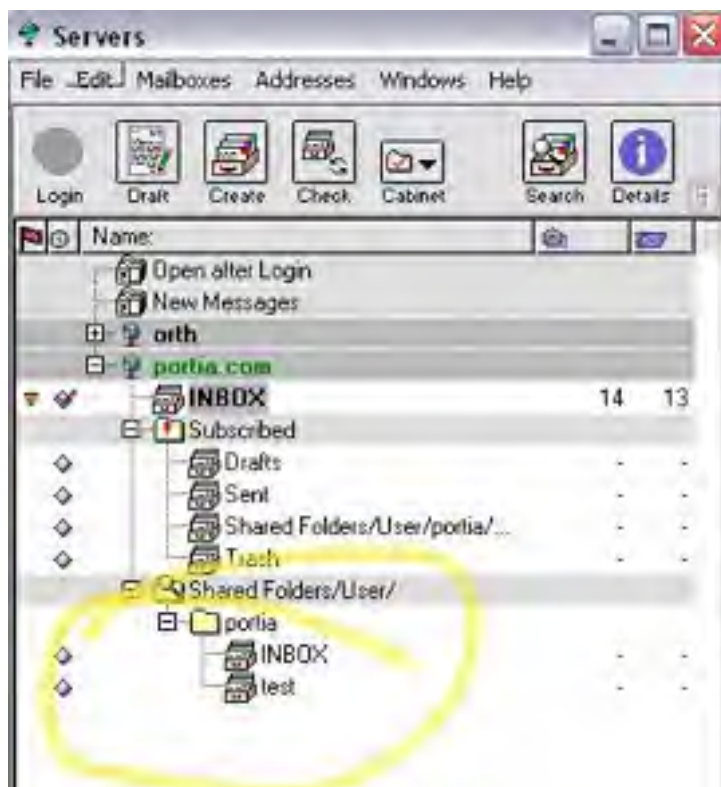 Servers
File Edit Mailboxes Addresses Windows Help
Login Draft Create Check Cabinet Search Details
Name:
Open after Login
New Messages
orth
portia.com
INBOX 14 13
Subscribed
Drafts - -
Sent - -
Shared Folders/User/portia/... - -
Trash - -
Shared Folders/User/
portia
INBOX - -
test - -